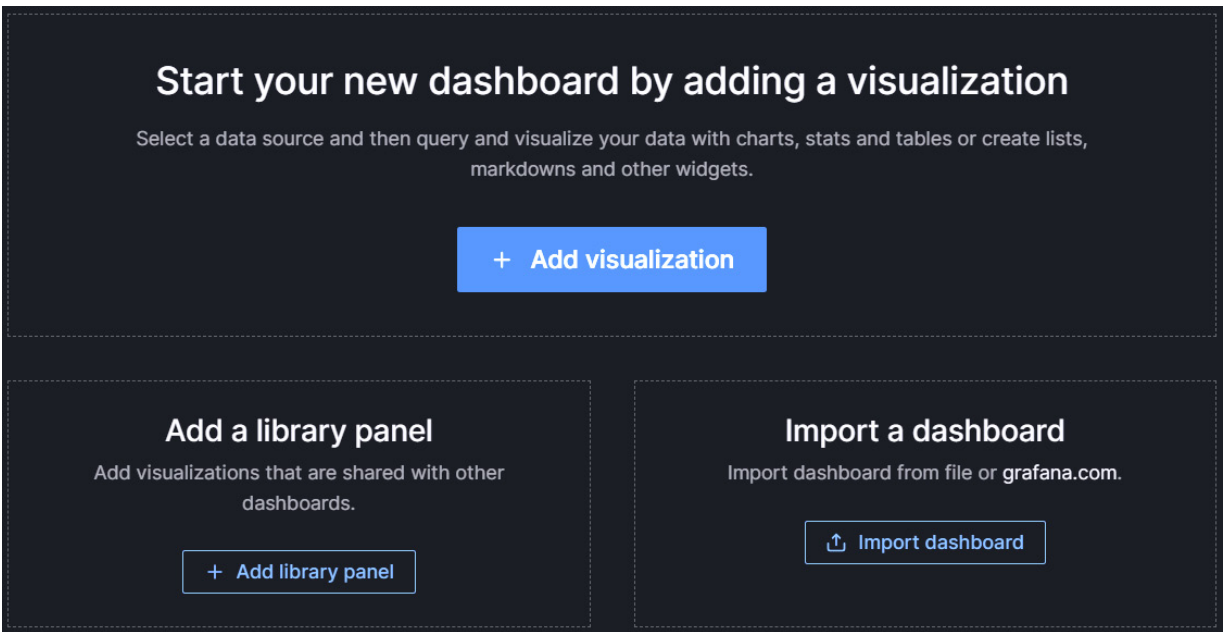 Start your new dashboard by adding a visualization
Select a data source and then query and visualize your data with charts, stats and tables or create lists,
markdowns and other widgets.
+ Add visualization
Add a library panel
Add visualizations that are shared with other
dashboards.
+ Add library panel
Import a dashboard
Import dashboard from file or grafana.com.
Import dashboard